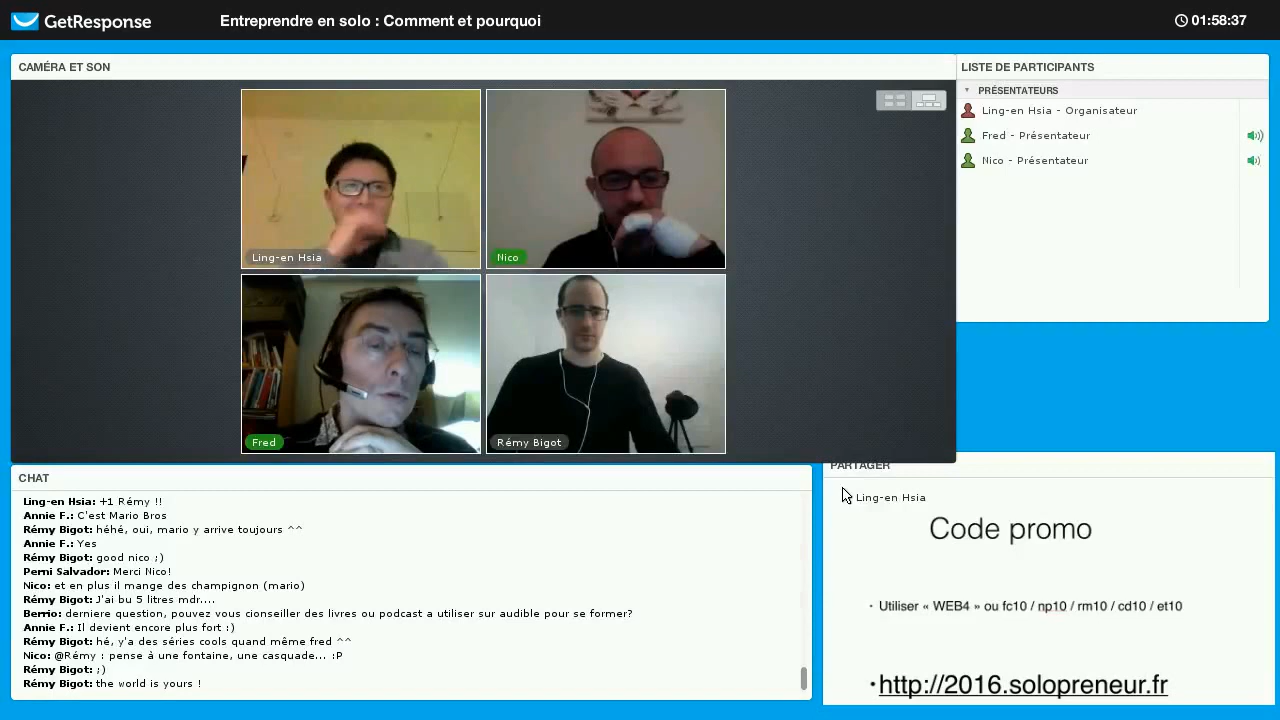 GetResponse
Entreprendre en solo : Comment et pourquoi
01:58:37
CAMÉRA ET SON
LISTE DE PARTICIPANTS
PRÉSENTATEURS
Ling-en Hsia - Organisateur
Fred - Présentateur
Nico - Présentateur
Ling-en Hsia
Nico
Fred
Rémy Bigot
CHAT
Ling-en Hsia: +1 Rémy !!
Annie F.: C'est Mario Bros
Rémy Bigot: héhé, oui, mario y arrive toujours ^^
Annie F.: Yes
Rémy Bigot: good nico ;)
Perni Salvador: Merci Nico!
Nico: et en plus il mange des champignon (mario)
Rémy Bigot: J'ai bu 5 litres mdr....
Berrio: derniere question, pouvez vous cionseiller des livres ou podcast a utiliser sur audible pour se former?
Annie F.: Il devient encore plus fort :)
Rémy Bigot: hé, y'a des séries cools quand même fred ^^
Nico: @Rémy : pense à une fontaine, une casquade... :P
Rémy Bigot: ;)
Rémy Bigot: the world is yours !
PARTAGER
Ling-en Hsia
Code promo
• Utiliser « WEB4 » ou fc10 / np10 / rm10 / cd10 / et10
• http://2016.solopreneur.fr